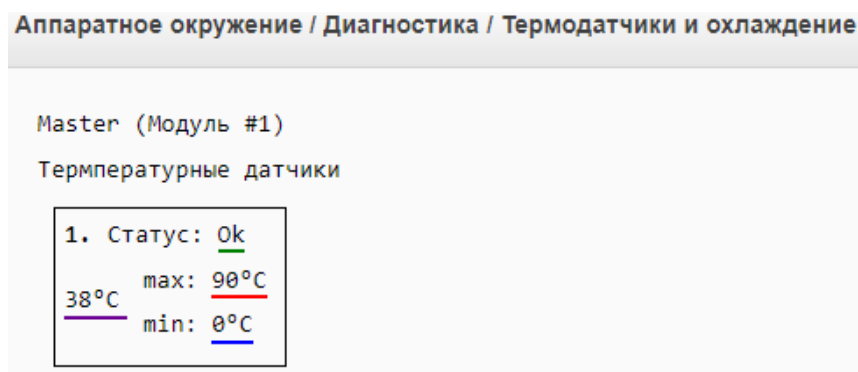 Аппаратное окружение / Диагностика / Термодатчики и охлаждение
Master (Модуль #1)
Термпературные датчики
1. Статус: Ok
max: 90°C
38°C
min: 0°C